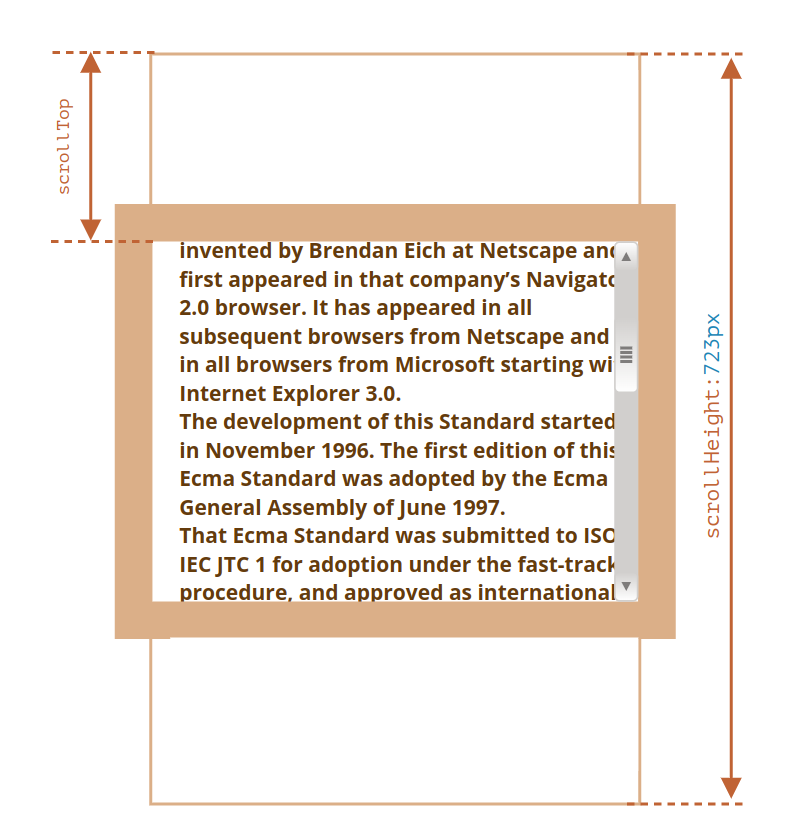 scrollTop
invented by Brendan Eich at Netscape and
first appeared in that company’s Navigato
2.0 browser. It has appeared in all
subsequent browsers from Netscape and
in all browsers from Microsoft starting wi
Internet Explorer 3.0.
The development of this Standard started
in November 1996. The first edition of this
Ecma Standard was adopted by the Ecma
General Assembly of June 1997.
That Ecma Standard was submitted to ISO
IEC JTC 1 for adoption under the fast-track
procedure, and approved as international
scrollHeight:723px